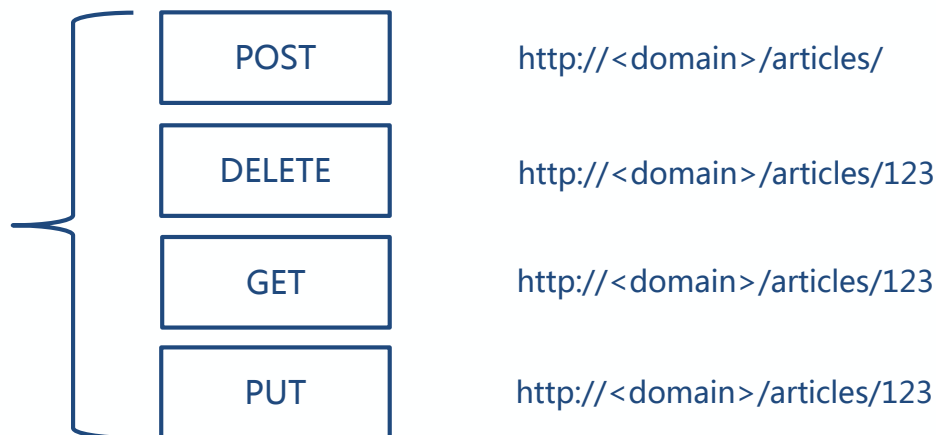 POST http://<domain>/articles/
DELETE http://<domain>/articles/123
GET http://<domain>/articles/123
PUT http://<domain>/articles/123